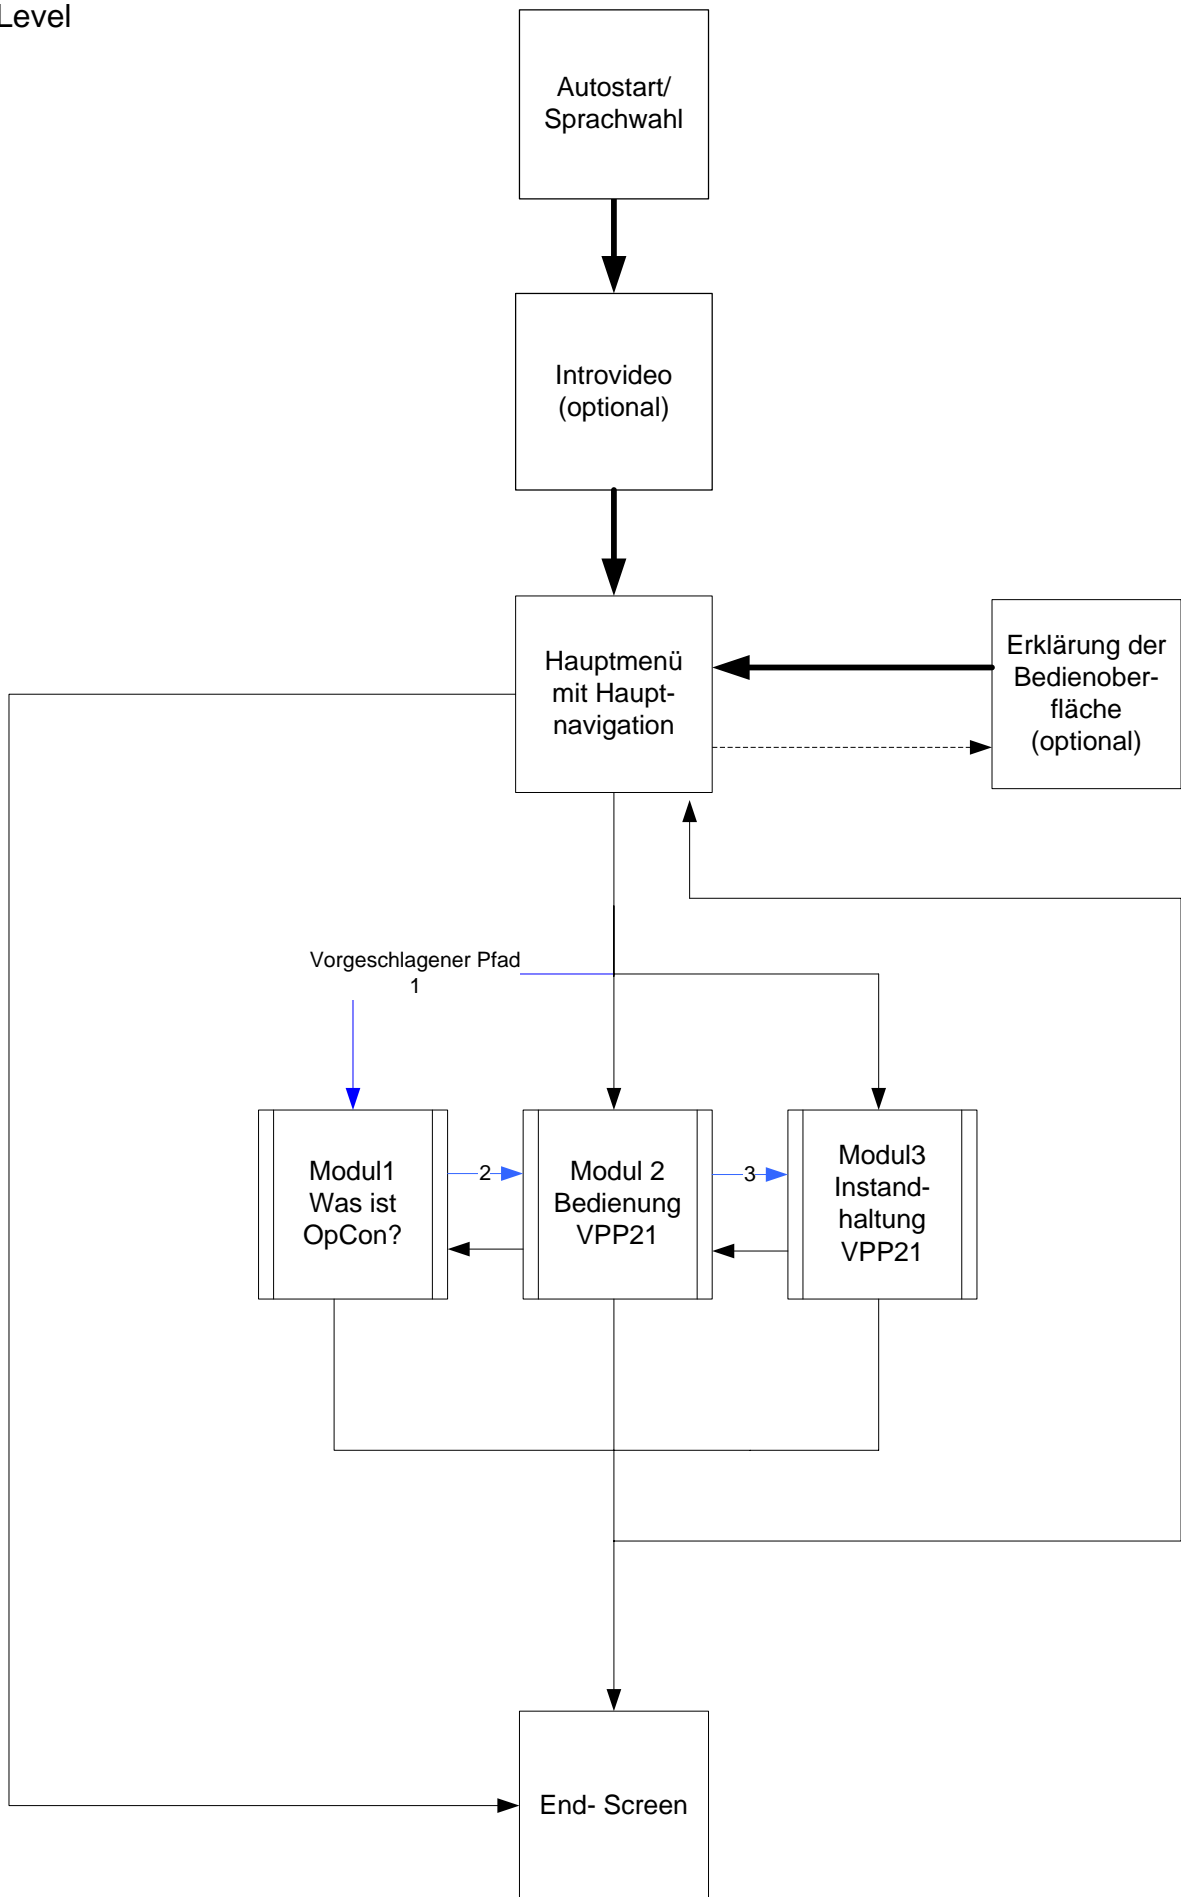 Level
Autostart/
Sprachwahl
Introvideo
(optional)
Hauptmenü
mit Haupt-
navigation
Erklärung der
Bedienober-
fläche
(optional)
Vorgeschlagener Pfad
1
Modul1
Was ist
OpCon?
2
Modul 2
Bedienung
VPP21
3
Modul3
Instand-
haltung
VPP21
End- Screen